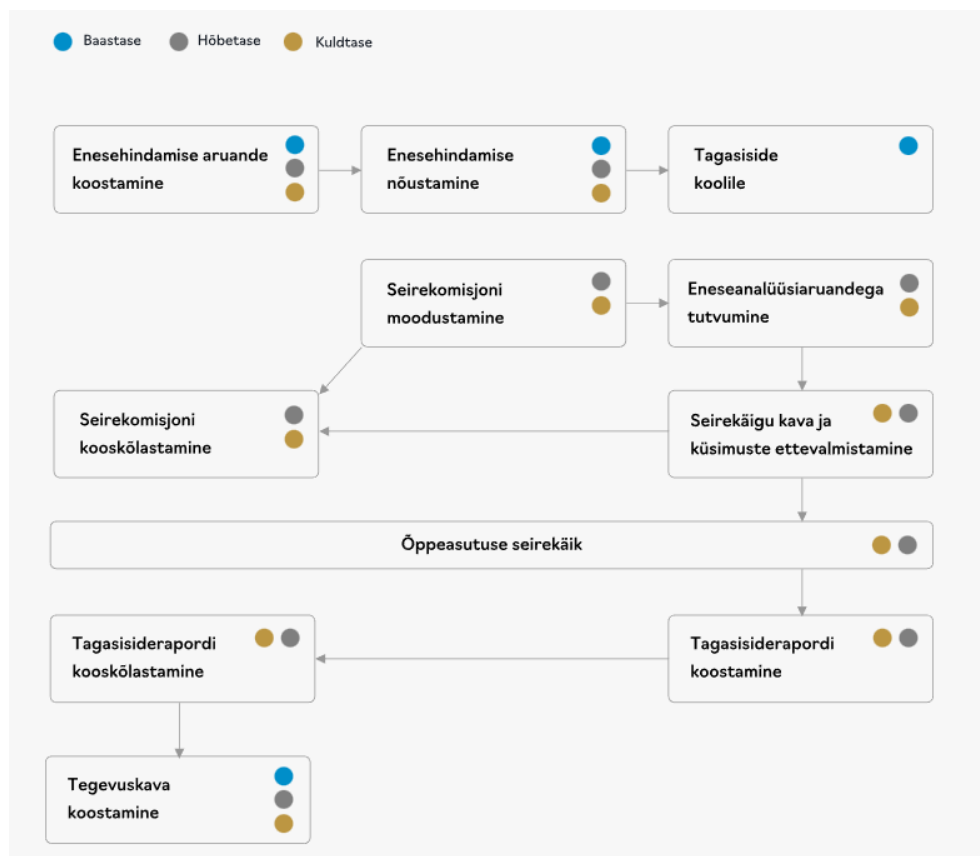 Baastase
Hõbetase
Kuldtase
Enesehindamise aruande
koostamine
Enesehindamise
nõustamine
Tagasiside
koolile
Seirekomisjoni
moodustamine
Eneseanalüüsiaruandega
tutvumine
Seirekomisjoni
kooskõlastamine
Seirekäigu kava ja
küsimuste ettevalmistamine
Õppeasutuse seirekäik
Tagasisiderapordi
kooskõlastamine
Tagasisiderapordi
koostamine
Tegevuskava
koostamine